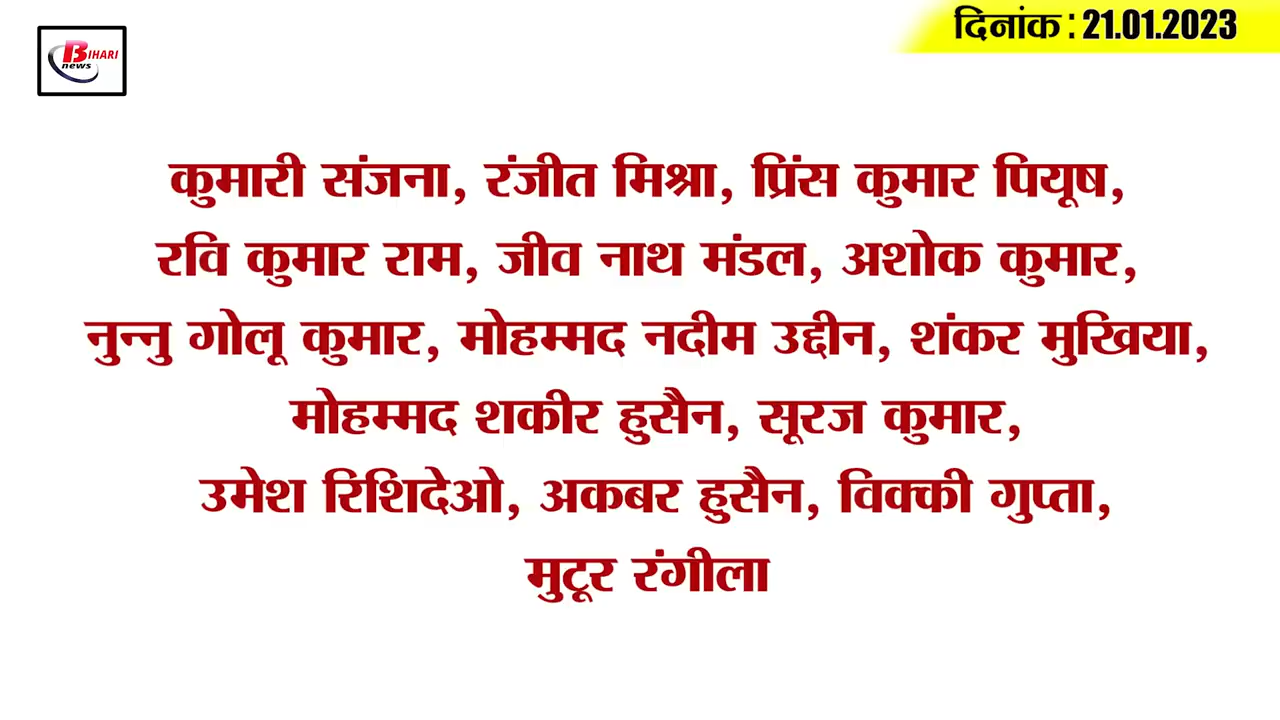 BIHARI
news
दिनांक : 21.01.2023
कुमारी संजना, रंजीत मिश्रा, प्रिंस कुमार पियूष,
रवि कुमार राम, जीव नाथ मंडल, अशोक कुमार,
नुन्नु गोलू कुमार, मोहम्मद नदीम उद्दीन, शंकर मुखिया,
मोहम्मद शकीर हुसैन, सूरज कुमार,
उमेश रिशिदेओ, अकबर हुसैन, विक्की गुप्ता,
मुटूर रंगीला